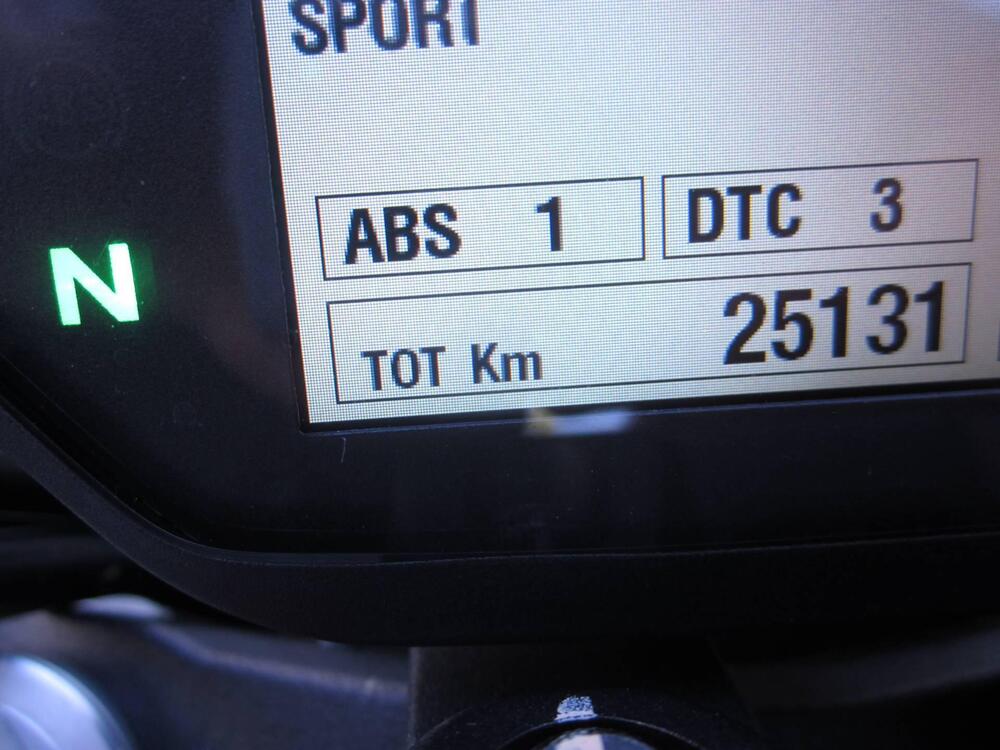 SPORT
ABS 1 DTC 3
N
TOT Km 25131